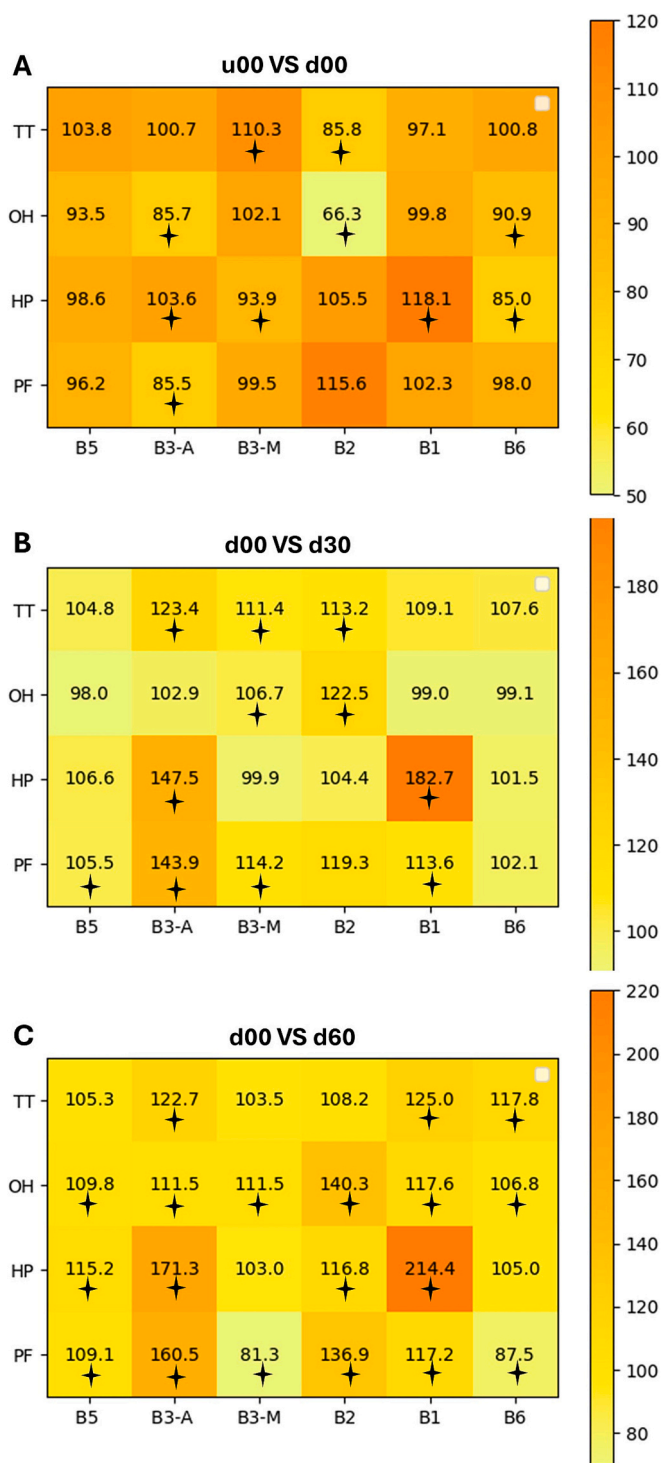 A
u00 VS d00
TT 103.8 100.7 110.3 85.8 97.1 100.8
OH 93.5 85.7 102.1 66.3 99.8 90.9
HP 98.6 103.6 93.9 105.5 118.1 85.0
PF 96.2 85.5 99.5 115.6 102.3 98.0
B5 B3-A B3-M B2 B1 B6
120
110
100
90
80
70
60
50
B
d00 VS d30
TT 104.8 123.4 111.4 113.2 109.1 107.6
OH 98.0 102.9 106.7 122.5 99.0 99.1
HP 106.6 147.5 99.9 104.4 182.7 101.5
PF 105.5 143.9 114.2 119.3 113.6 102.1
B5 B3-A B3-M B2 B1 B6
180
160
140
120
100
C
d00 VS d60
TT 105.3 122.7 103.5 108.2 125.0 117.8
OH 109.8 111.5 111.5 140.3 117.6 106.8
HP 115.2 171.3 103.0 116.8 214.4 105.0
PF 109.1 160.5 81.3 136.9 117.2 87.5
B5 B3-A B3-M B2 B1 B6
220
200
180
160
140
120
100
80